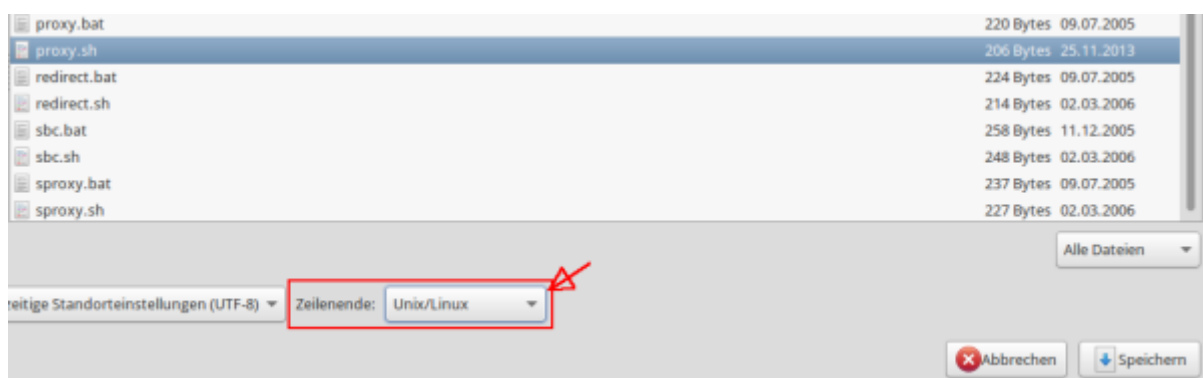 proxy.bat 220 Bytes 09.07.2005
proxy.sh 206 Bytes 25.11.2013
redirect.bat 224 Bytes 09.07.2005
redirect.sh 214 Bytes 02.03.2006
sbc.bat 258 Bytes 11.12.2005
sbc.sh 248 Bytes 02.03.2006
sproxy.bat 237 Bytes 09.07.2005
sproxy.sh 227 Bytes 02.03.2006
Alle Dateien
zeitige Standorteinstellungen (UTF-8) Zeilenende: Unix/Linux
Abbrechen Speichern